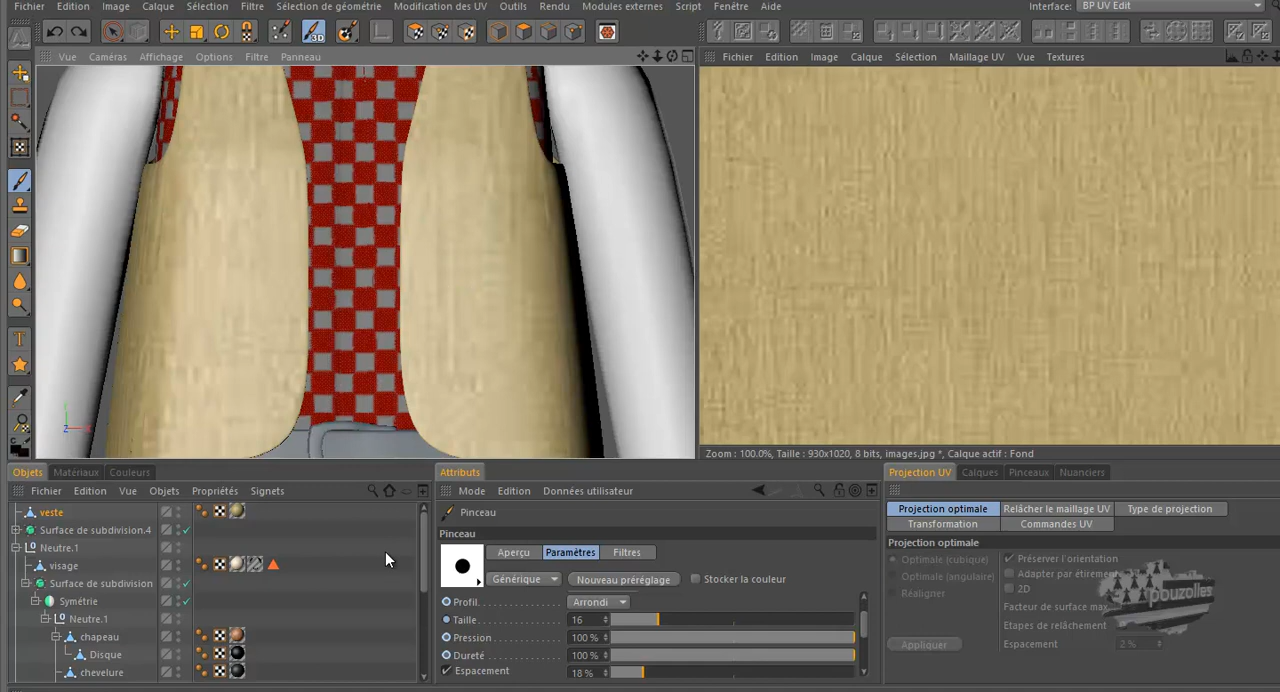 Fichier Edition Image Calque Sélection Filtre Sélection de géométrie Modification des UV Outils Rendu Modules externes Script Fenêtre Aide Interface: BP UV Edit
3D
Vue Caméras Affichage Options Filtre Panneau
Fichier Edition Image Calque Sélection Maillage UV Vue Textures
Zoom : 100.0%, Taille : 930x1020, 8 bits, images.jpg *, Calque actif : Fond
Objets Matériaux Couleurs
Fichier Edition Vue Objets Propriétés Signets
veste
Surface de subdivision.4
Neutre.1
visage
Surface de subdivision
Symétrie
Neutre.1
chapeau
Disque
chevelure
Attributs
Mode Edition Données utilisateur
Pinceau
Pinceau
Aperçu Paramètres Filtres
Générique Nouveau préréglage Stocker la couleur
Profil. Arrondi
Taille 16
Pression 100 %
Dureté 100 %
Espacement 18 %
Projection UV Calques Pinceaux Nuanciers
Projection optimale Relâcher le maillage UV Type de projection
Transformation Commandes UV
Projection optimale
Optimale (cubique) Préserver l'orientation
Optimale (angulaire) Adapter par étirement
Réaligner 2D
Facteur de surface max
Etapes de relâchement
Appliquer Espacement 2 %
pouzolles